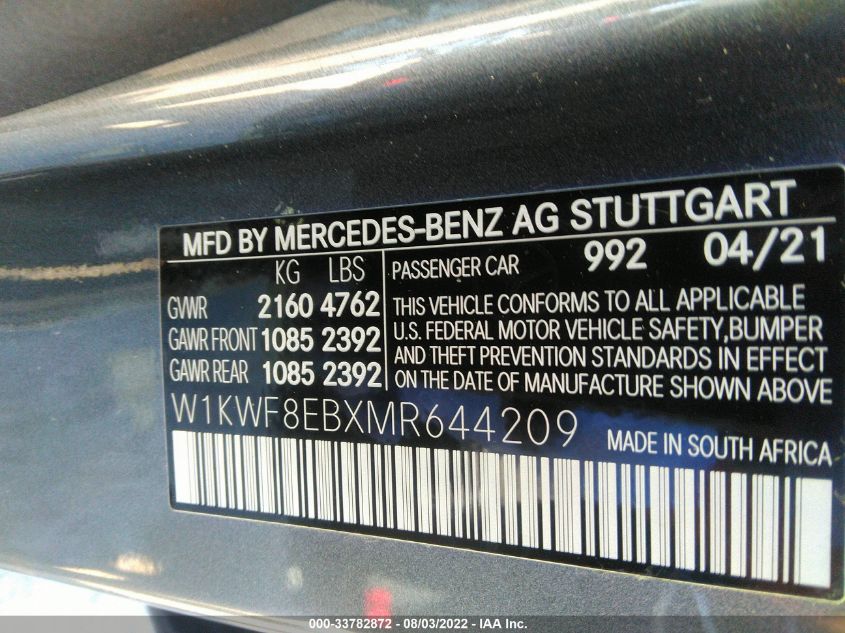 MFD BY MERCEDES-BENZ AG STUTTGART
KG LBS
GVWR 2160 4762
GAWR FRONT 1085 2392
GAWR REAR 1085 2392
PASSENGER CAR 992 04/21
THIS VEHICLE CONFORMS TO ALL APPLICABLE
U.S. FEDERAL MOTOR VEHICLE SAFETY,BUMPER
AND THEFT PREVENTION STANDARDS IN EFFECT
ON THE DATE OF MANUFACTURE SHOWN ABOVE
W1KWF8EBXMR644209
MADE IN SOUTH AFRICA
000-33782872 - 08/03/2022 - IAA Inc.